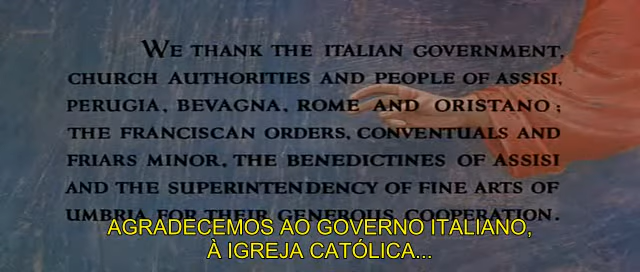 WE THANK THE ITALIAN GOVERNMENT,
CHURCH AUTHORITIES AND PEOPLE OF ASSISI,
PERUGIA, BEVAGNA, ROME AND ORISTANO;
THE FRANCISCAN ORDERS, CONVENTUALS AND
FRIARS MINOR, THE BENEDICTINES OF ASSISI
AND THE SUPERINTENDENCY OF FINE ARTS OF
UMBRIA FOR THEIR GENEROUS COOPERATION.
AGRADECEMOS AO GOVERNO ITALIANO,
À IGREJA CATÓLICA...